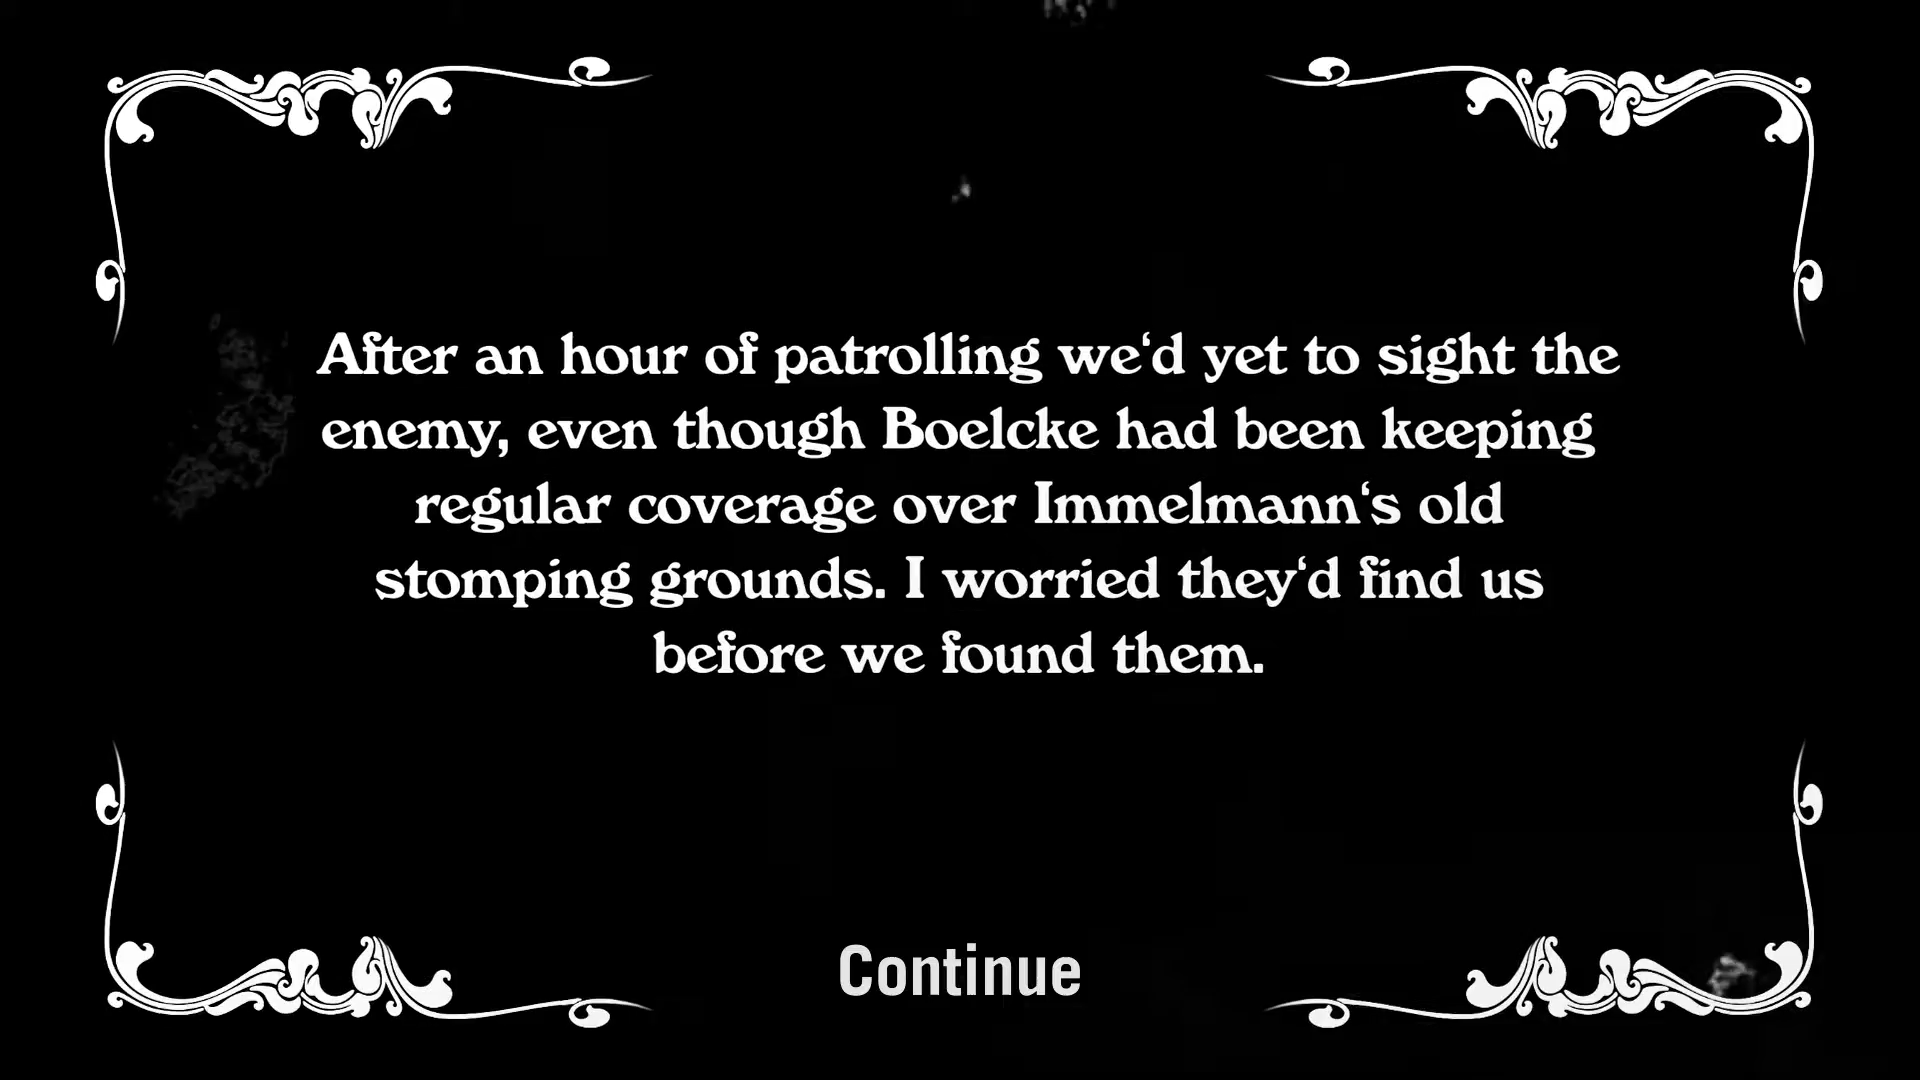 After an hour of patrolling we‘d yet to sight the
enemy, even though Boelcke had been keeping
regular coverage over Immelmann‘s old
stomping grounds. I worried they‘d find us
before we found them.
Continue